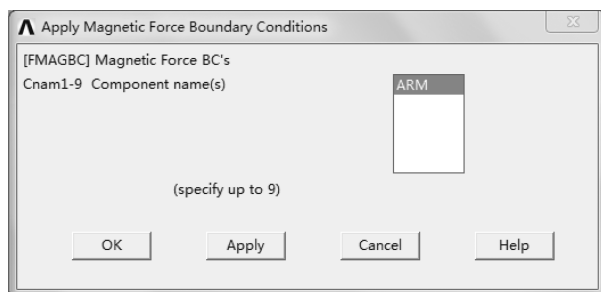 Apply Magnetic Force Boundary Conditions
[FMAGBC] Magnetic Force BC's
Cnam1-9 Component name(s)
ARM
(specify up to 9)
OK Apply Cancel Help